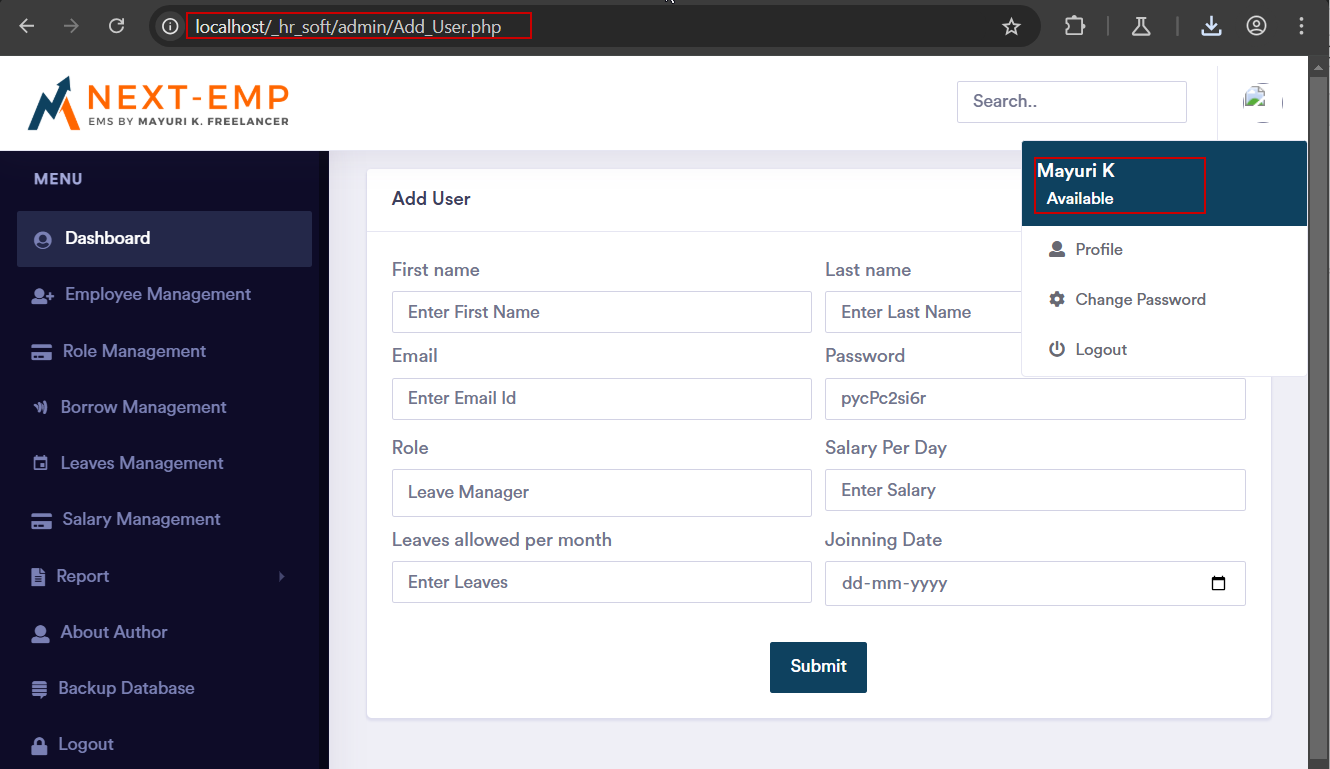 localhost/_hr_soft/admin/Add_User.php
NEXT-EMP
EMS BY MAYURI K. FREELANCER
Search..
MENU
Dashboard
Employee Management
Role Management
Borrow Management
Leaves Management
Salary Management
Report
About Author
Backup Database
Logout
Mayuri K
Available
Profile
Change Password
Logout
Add User
First name
Last name
Enter First Name
Enter Last Name
Email
Password
Enter Email Id
pycPc2si6r
Role
Salary Per Day
Leave Manager
Enter Salary
Leaves allowed per month
Joinning Date
Enter Leaves
dd-mm-yyyy
Submit